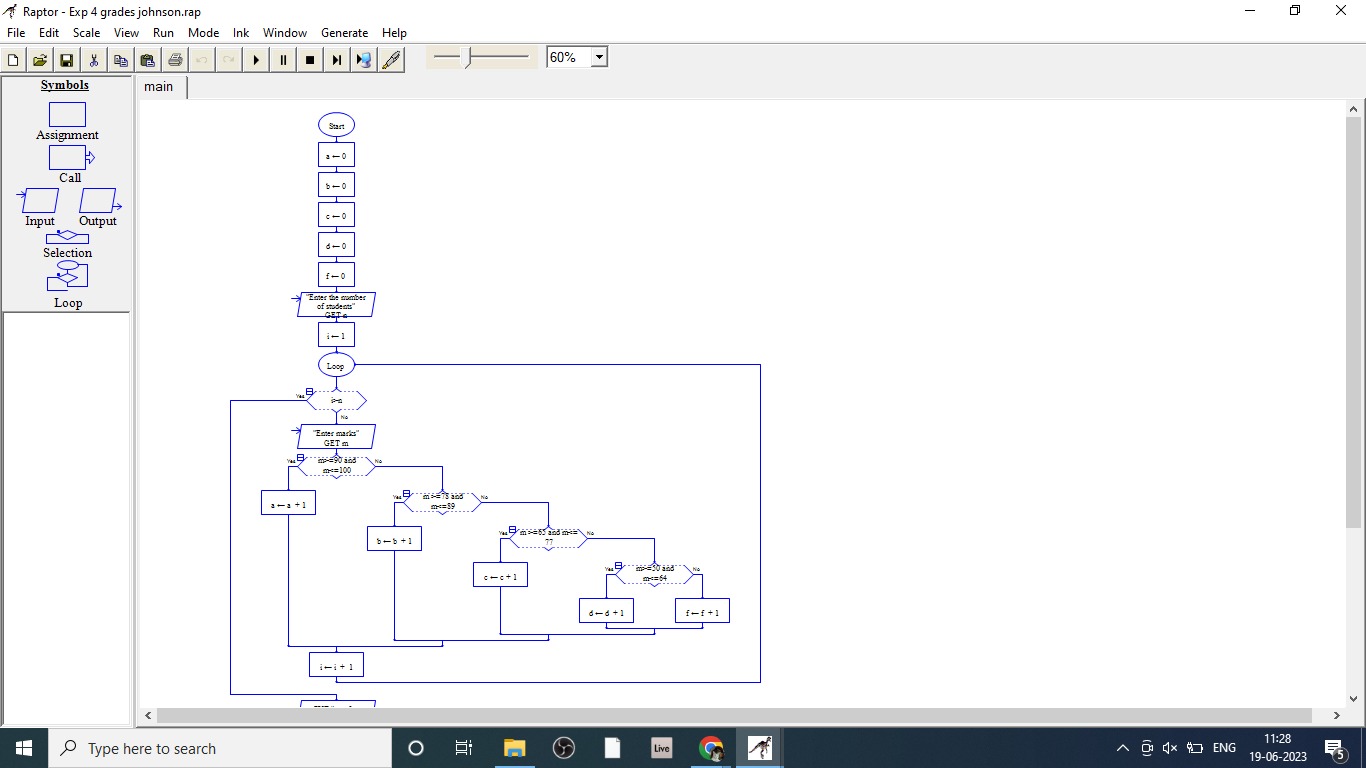 Raptor - Exp 4 grades johnson.rap
File Edit Scale View Run Mode Ink Window Generate Help
60%
Symbols
Assignment
Call
Input Output
Selection
Loop
main
Start
a ← 0
b ← 0
c ← 0
d ← 0
f ← 0
"Enter the number
of students"
GET n
i ← 1
Loop
Yes
i>n
No
"Enter marks"
GET m
Yes
m>=90 and
m<=100
No
a ← a + 1
Yes
m >=78 and
m<=89
No
b ← b + 1
Yes
m >=65 and m<=
77
No
c ← c + 1
Yes
m>=50 and
m<=64
No
d ← d + 1
f ← f + 1
i ← i + 1
Type here to search
Live
ENG
11:28
19-06-2023
5